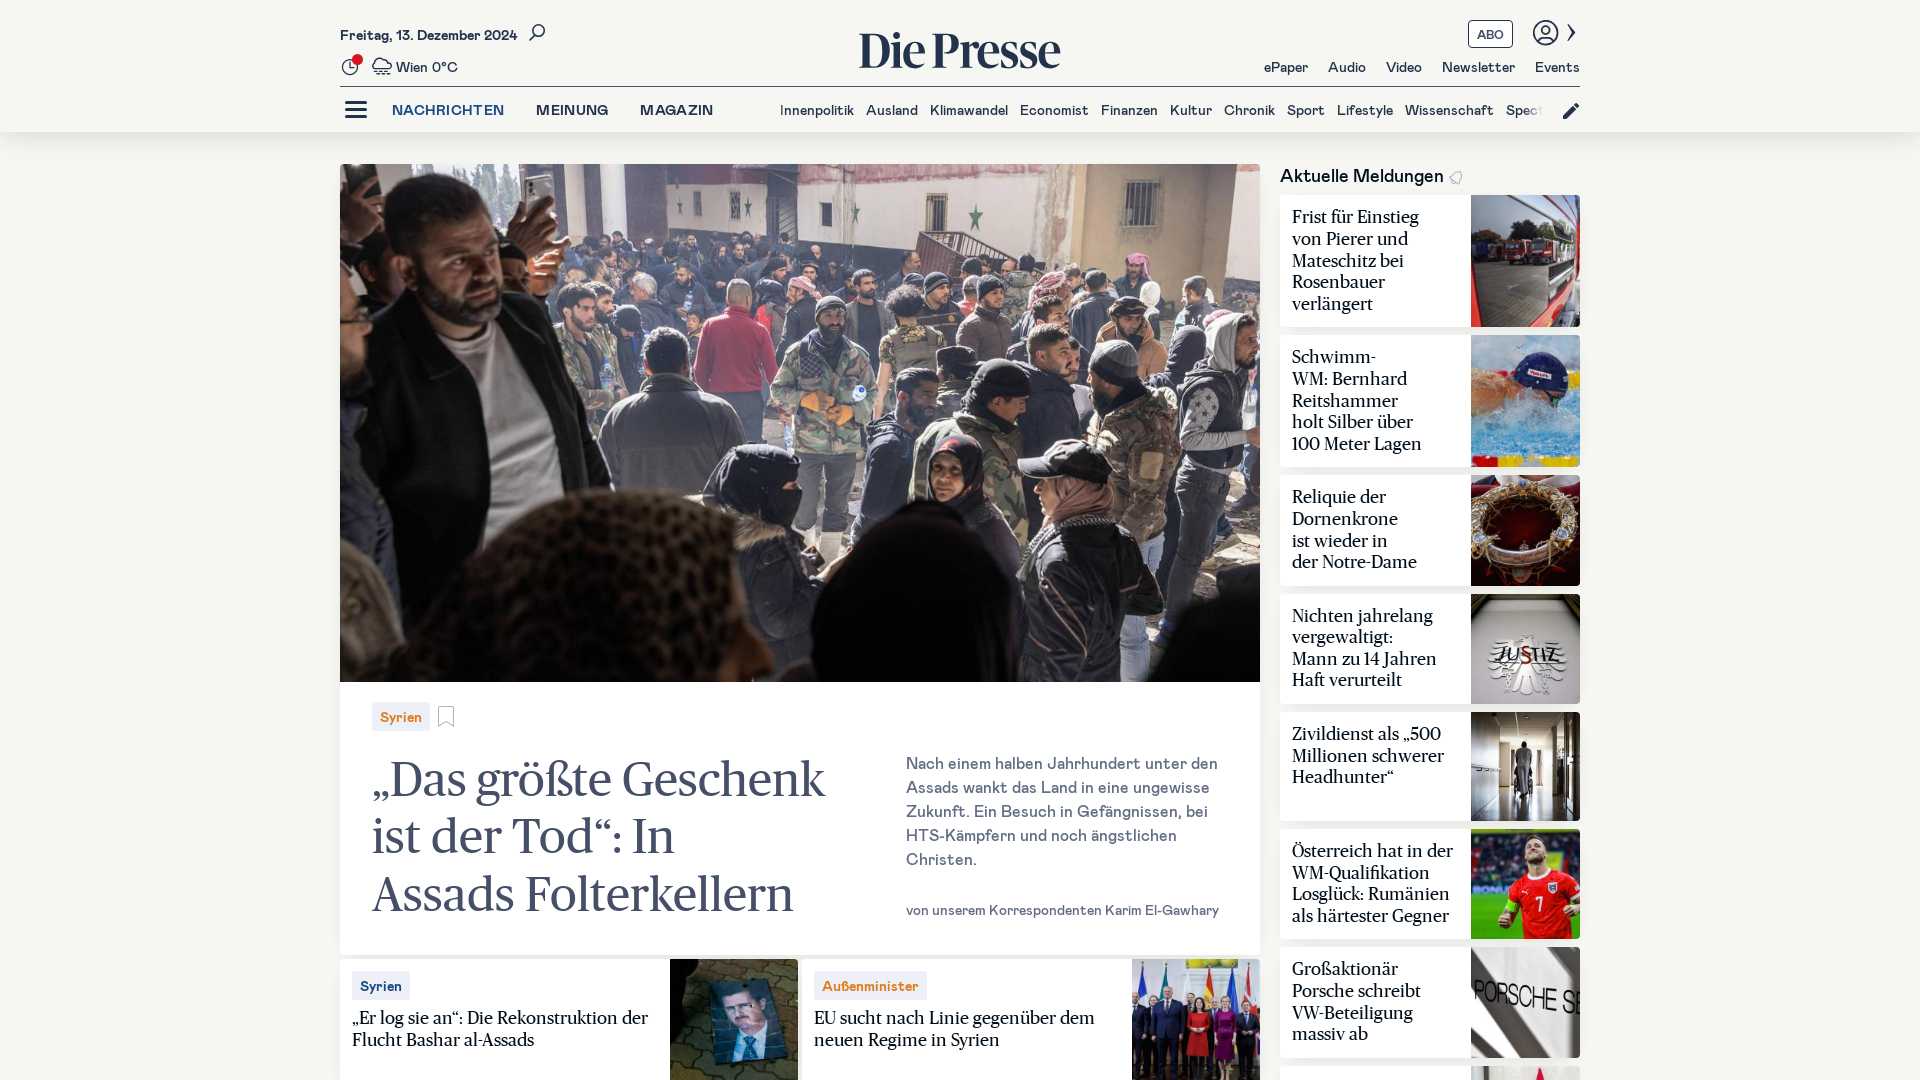 Freitag, 13. Dezember 2024
Wien 0°C
Die Presse
ABO
ePaper Audio Video Newsletter Events
NACHRICHTEN MEINUNG MAGAZIN
Innenpolitik Ausland Klimawandel Economist Finanzen Kultur Chronik Sport Lifestyle Wissenschaft Spect
Syrien
„Das größte Geschenk
ist der Tod“: In
Assads Folterkellern
Nach einem halben Jahrhundert unter den
Assads wankt das Land in eine ungewisse
Zukunft. Ein Besuch in Gefängnissen, bei
HTS-Kämpfern und noch ängstlichen
Christen.
von unserem Korrespondenten Karim El-Gawhary
Syrien
„Er log sie an“: Die Rekonstruktion der
Flucht Bashar al-Assads
Außenminister
EU sucht nach Linie gegenüber dem
neuen Regime in Syrien
Aktuelle Meldungen
Frist für Einstieg
von Pierer und
Mateschitz bei
Rosenbauer
verlängert
Schwimm-
WM: Bernhard
Reitshammer
holt Silber über
100 Meter Lagen
Reliquie der
Dornenkrone
ist wieder in
der Notre-Dame
Nichten jahrelang
vergewaltigt:
Mann zu 14 Jahren
Haft verurteilt
JUSTIZ
Zivildienst als „500
Millionen schwerer
Headhunter“
Österreich hat in der
WM-Qualifikation
Losglück: Rumänien
als härtester Gegner
7
Großaktionär
Porsche schreibt
VW-Beteiligung
massiv ab
PORSCHE SE